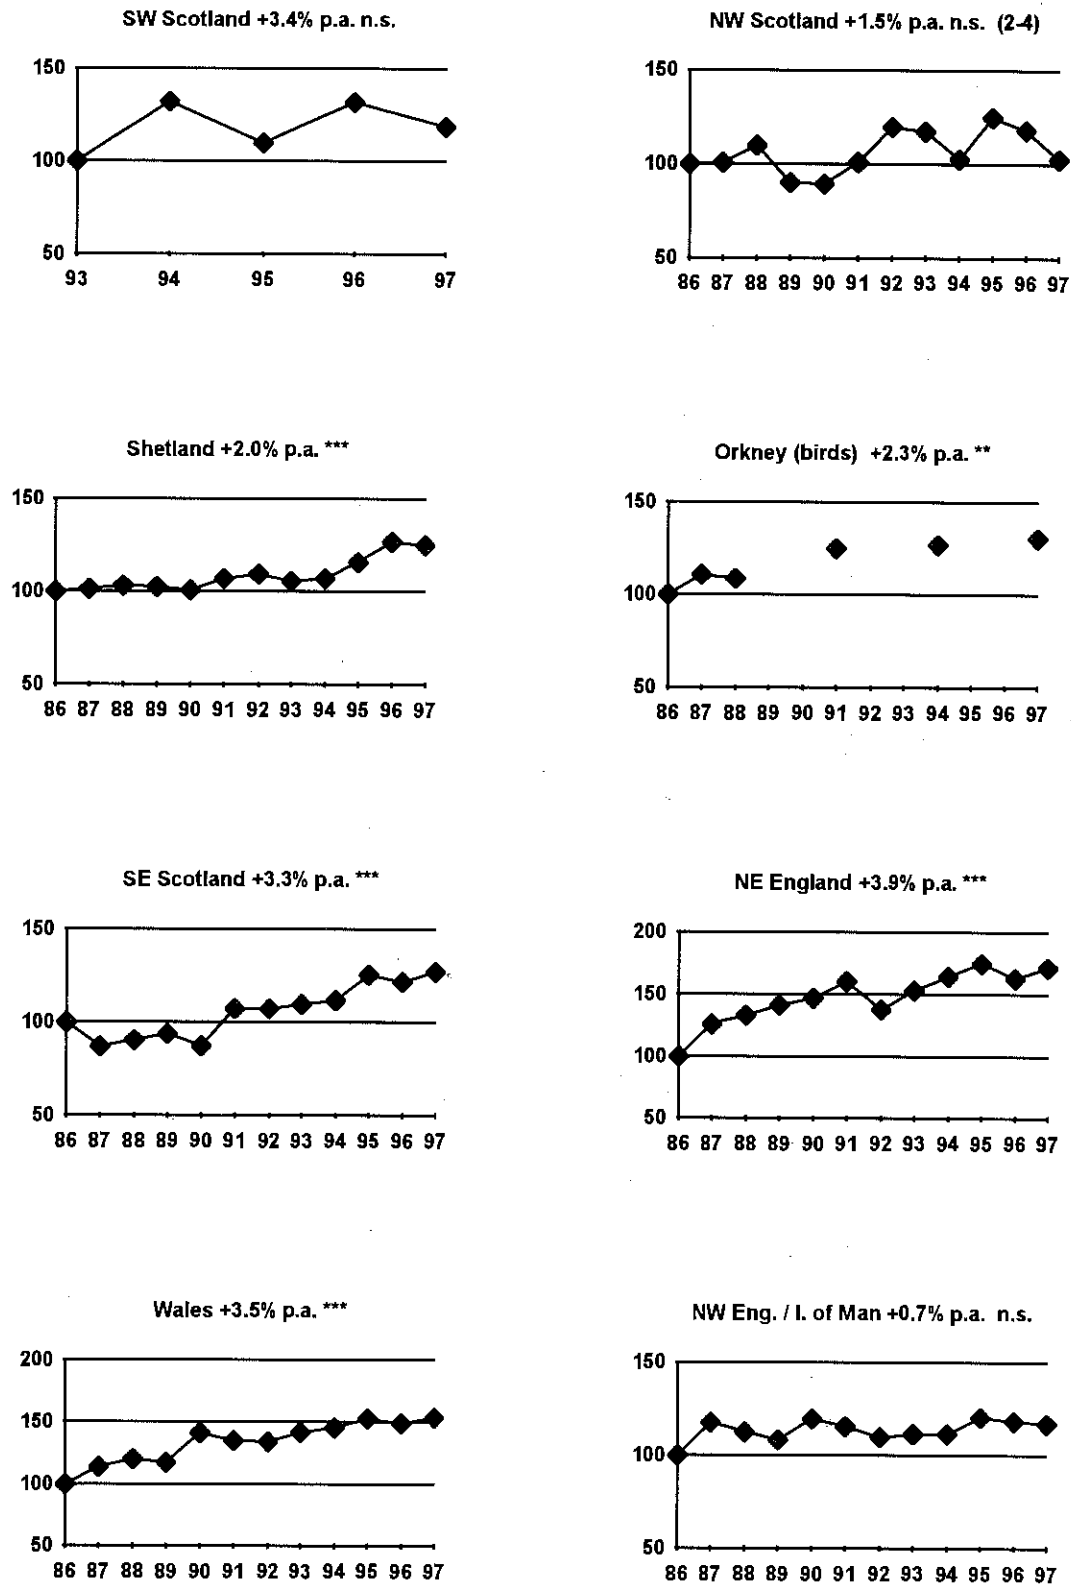 SW Scotland +3.4% p.a. n.s.
150
100
50
93 94 95 96 97
NW Scotland +1.5% p.a. n.s. (2-4)
150
100
50
86 87 88 89 90 91 92 93 94 95 96 97
Shetland +2.0% p.a. ***
150
100
50
86 87 88 89 90 91 92 93 94 95 96 97
Orkney (birds) +2.3% p.a. **
150
100
50
86 87 88 89 90 91 92 93 94 95 96 97
SE Scotland +3.3% p.a. ***
150
100
50
86 87 88 89 90 91 92 93 94 95 96 97
NE England +3.9% p.a. ***
200
150
100
50
86 87 88 89 90 91 92 93 94 95 96 97
Wales +3.5% p.a. ***
200
150
100
50
86 87 88 89 90 91 92 93 94 95 96 97
NW Eng. / I. of Man +0.7% p.a. n.s.
150
100
50
86 87 88 89 90 91 92 93 94 95 96 97